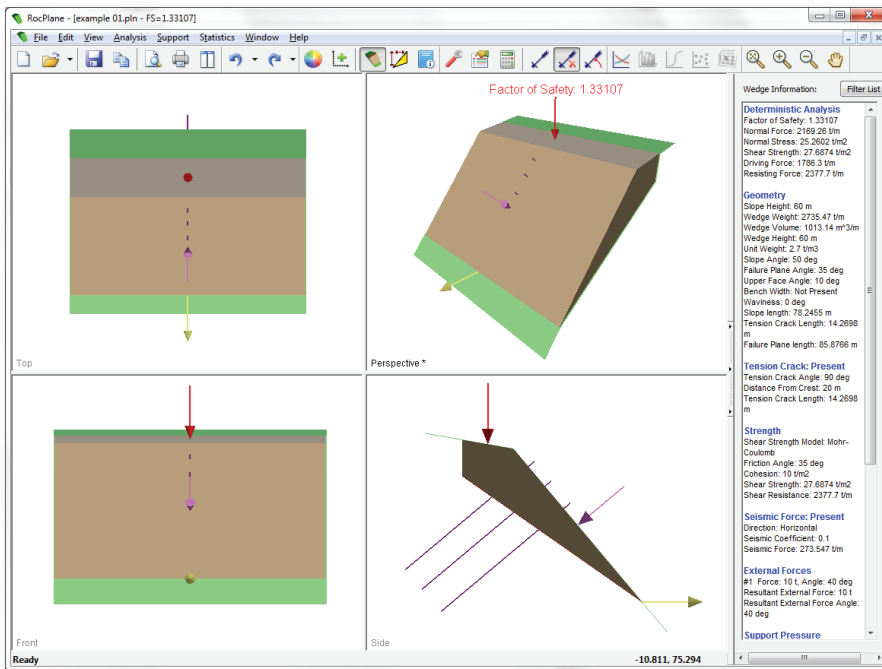 RocPlane - [example 01.pln - FS=1.33107]
File Edit View Analysis Support Statistics Window Help
Top
Factor of Safety: 1.33107
Perspective *
Front
Side
Wedge Information:
Filter List
Deterministic Analysis
Factor of Safety: 1.33107
Normal Force: 2169.26 t/m
Normal Stress: 25.2602 t/m2
Shear Strength: 27.6874 t/m2
Driving Force: 1786.3 t/m
Resisting Force: 2377.7 t/m
Geometry
Slope Height: 60 m
Wedge Weight: 2735.47 t/m
Wedge Volume: 1013.14 m^3/m
Wedge Height: 60 m
Unit Weight: 2.7 t/m3
Slope Angle: 50 deg
Failure Plane Angle: 35 deg
Upper Face Angle: 10 deg
Bench Width: Not Present
Waviness: 0 deg
Slope length: 78.2455 m
Tension Crack Length: 14.2698
m
Failure Plane length: 85.8766 m
Tension Crack: Present
Tension Crack Angle: 90 deg
Distance From Crest: 20 m
Tension Crack Length: 14.2698
m
Strength
Shear Strength Model: Mohr-
Coulomb
Friction Angle: 35 deg
Cohesion: 10 t/m2
Shear Strength: 27.6874 t/m2
Shear Resistance: 2377.7 t/m
Seismic Force: Present
Direction: Horizontal
Seismic Coefficient: 0.1
Seismic Force: 273.547 t/m
External Forces
#1 Force: 10 t, Angle: 40 deg
Resultant External Force: 10 t
Resultant External Force Angle:
40 deg
Support Pressure
Ready
-10.811, 75.294